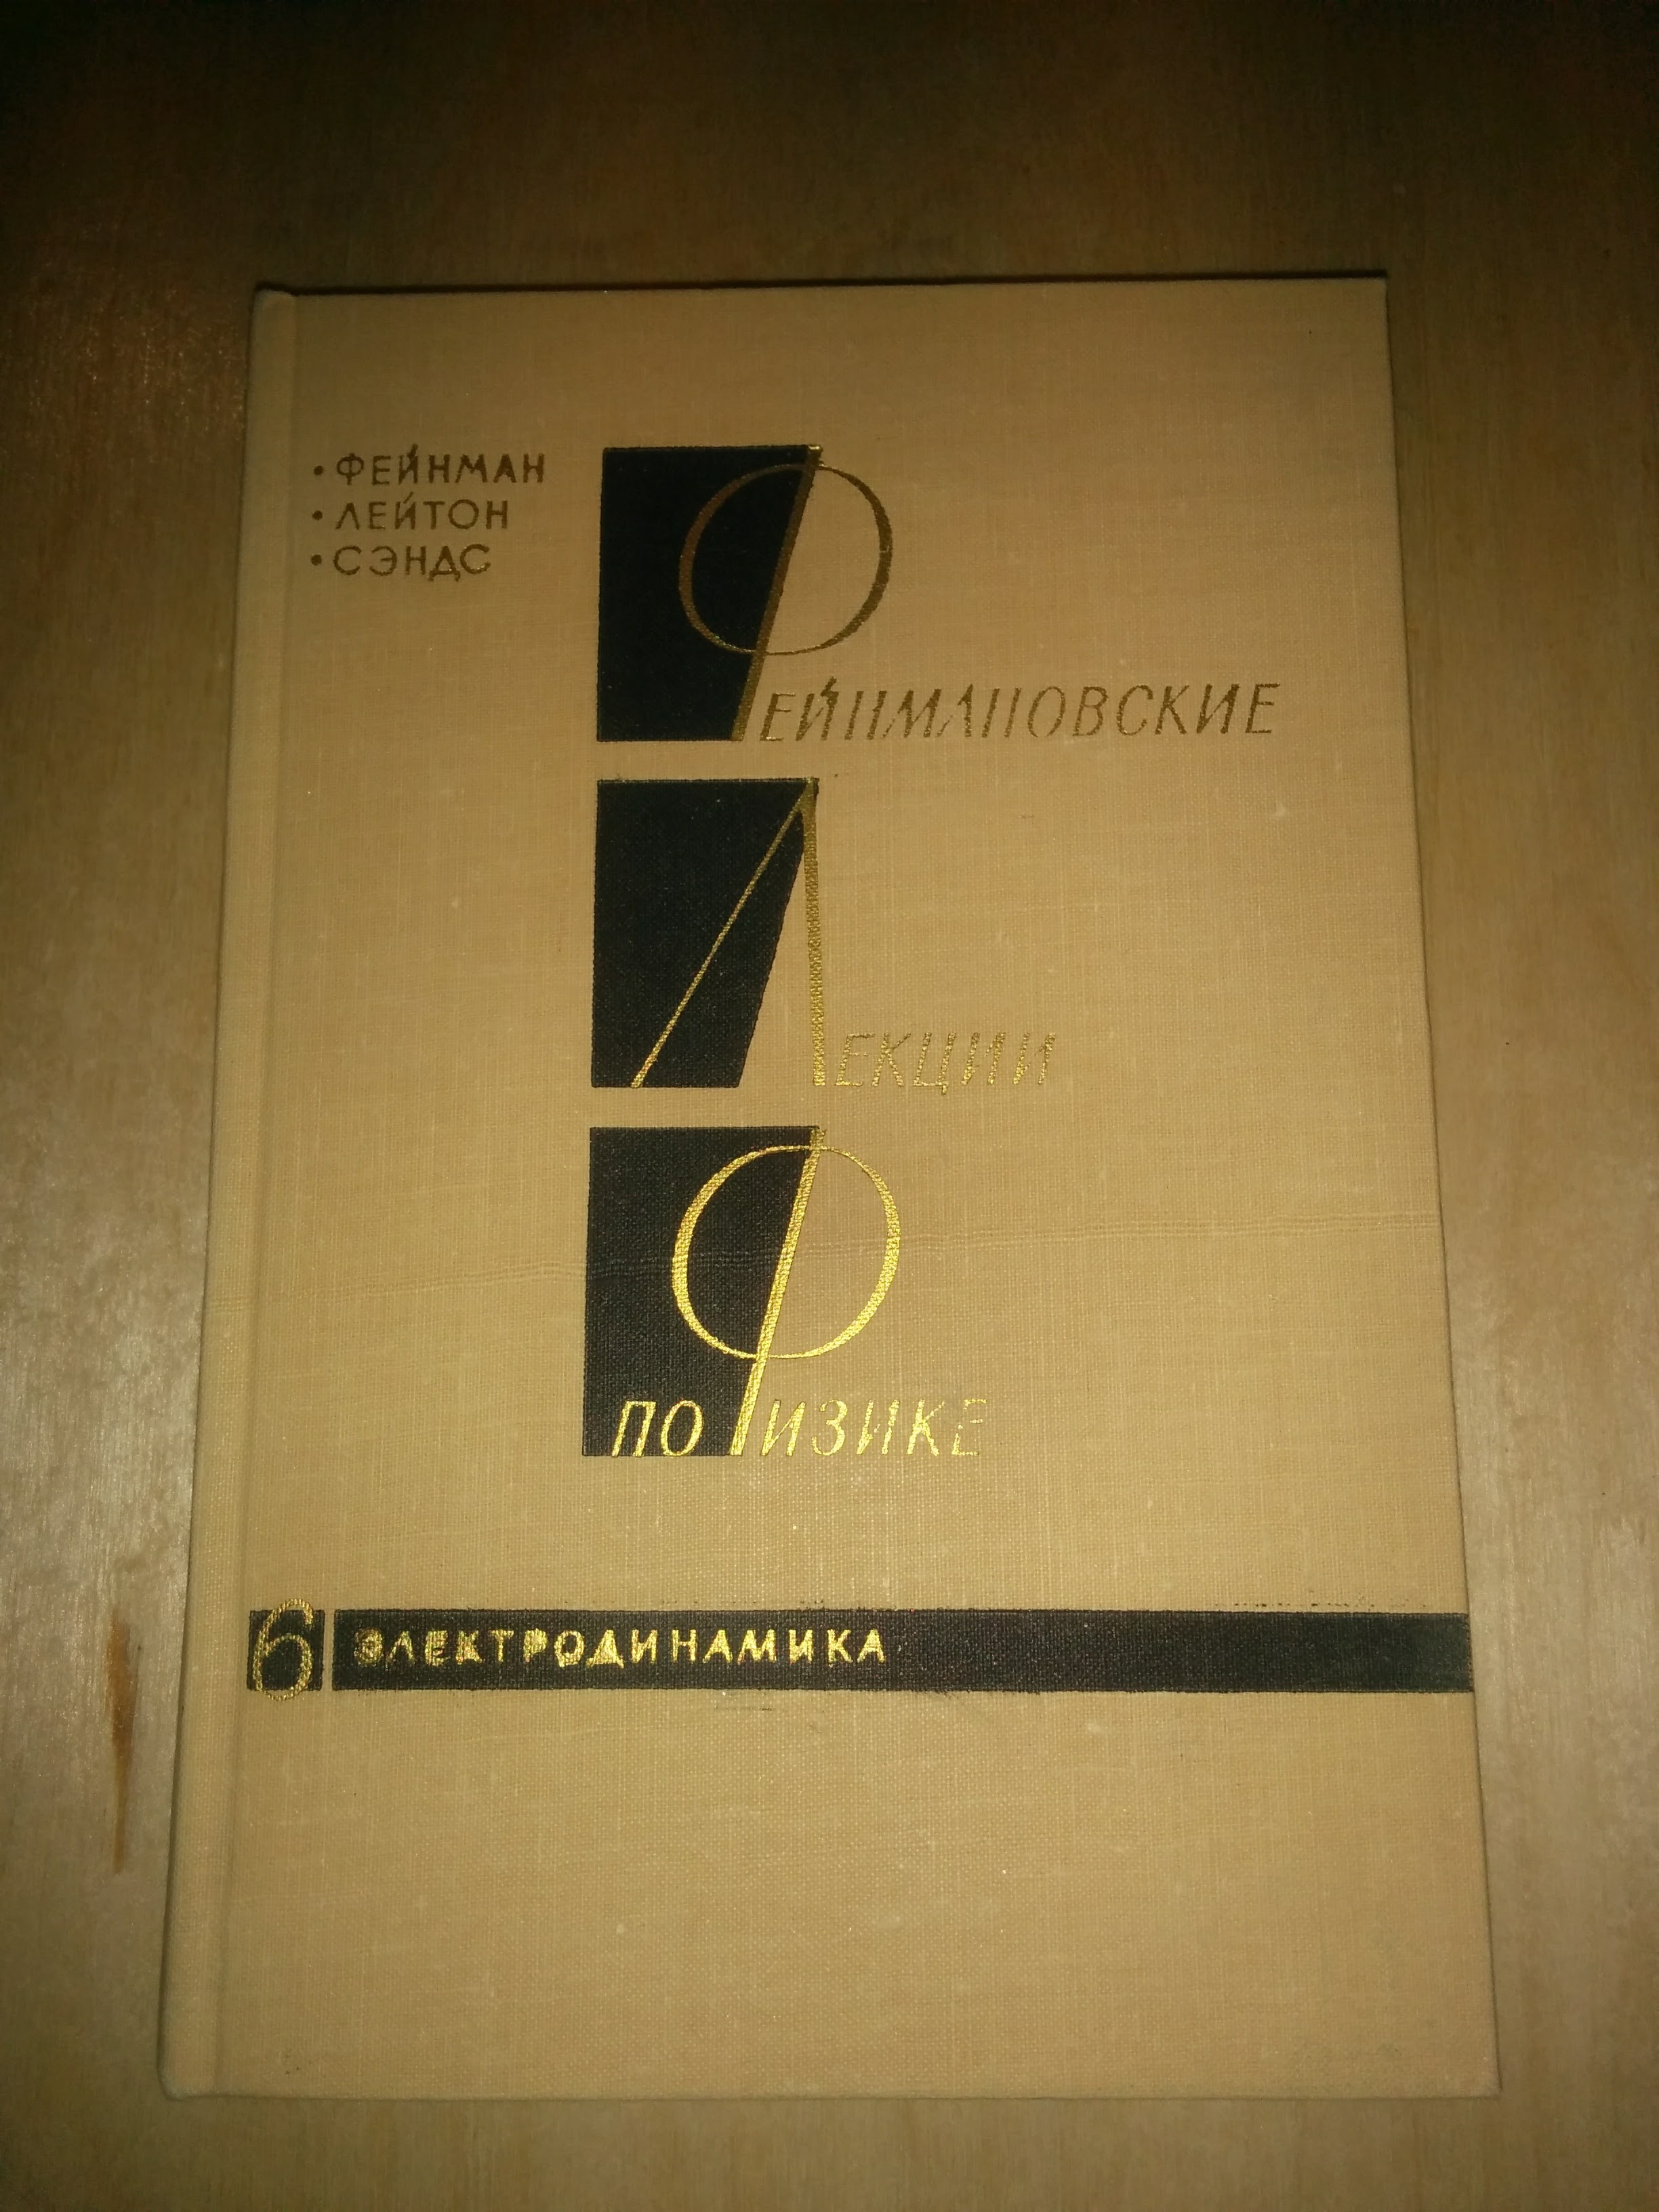 • ФЕЙНМАН
• ЛЕЙТОН
• СЭНДС
ФЕЙНМАНОВСКИЕ
ЛЕКЦИИ
ПО ФИЗИКЕ
6 ЭЛЕКТРОДИНАМИКА